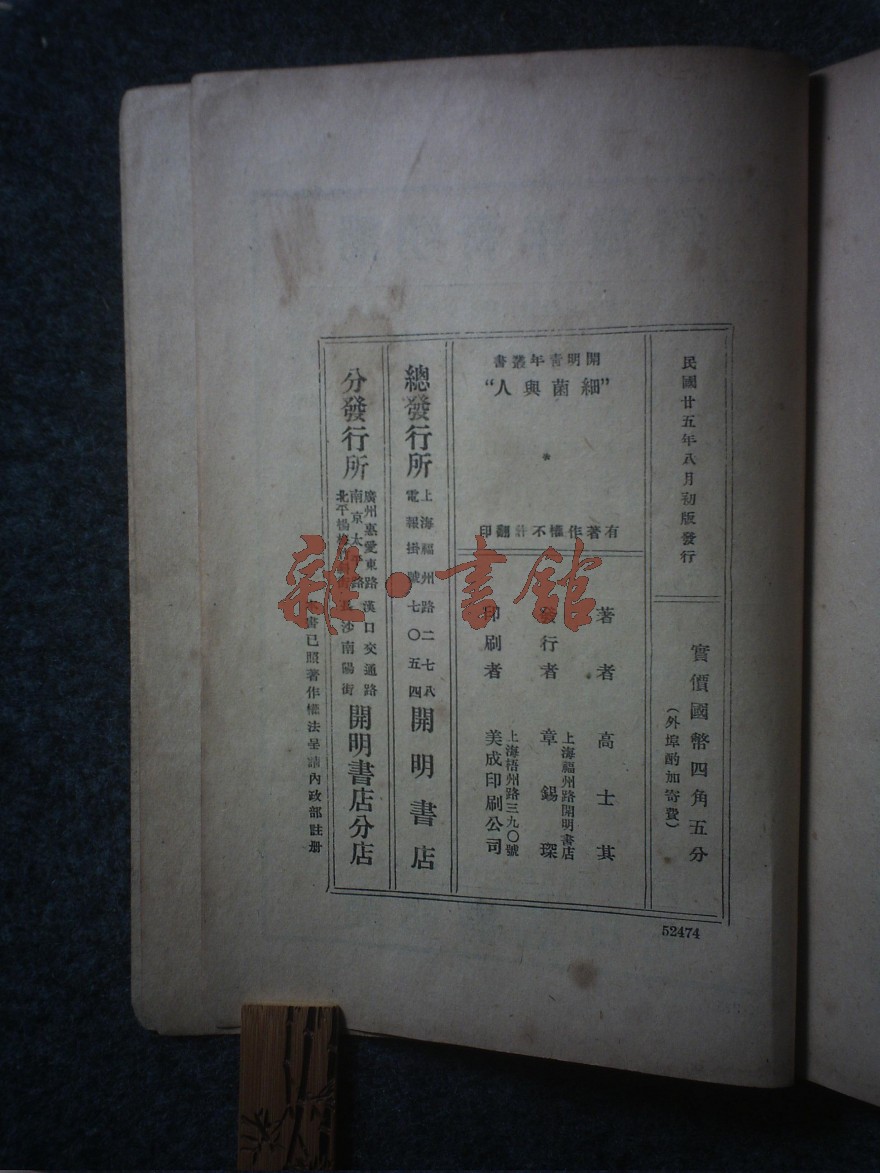 民國廿五年八月初版發行
實價國幣四角五分
(外埠酌加寄費)
開明青年叢書
“細菌與人”
*
有著作權不許翻印
著者 高士其
發行者 上海福州路開明書店
章錫琛
印刷者 上海梧州路三九〇號
美成印刷公司
總發行所 上海福州路二七八
電報掛號七〇五四
開明書店
分發行所 廣州惠愛東路 漢口交通路
南京太平路 長沙南陽街
北平楊梅竹
開明書店分店
本書已照著作權法呈請內政部註册
52474
雜·書館